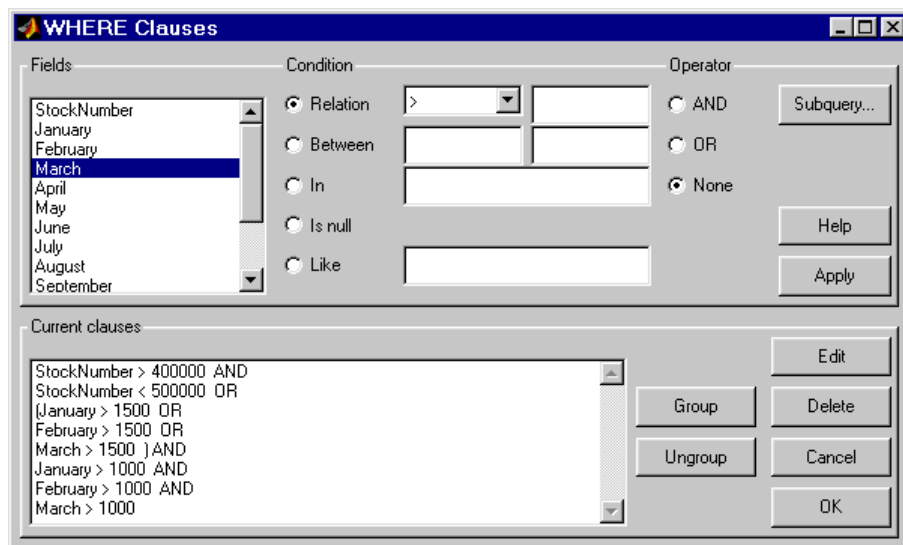 WHERE Clauses
Fields
Condition
Operator
StockNumber
January
February
March
April
May
June
July
August
September
Relation
>
Between
In
Is null
Like
AND
OR
None
Subquery...
Help
Apply
Current clauses
StockNumber > 400000 AND
StockNumber < 500000 OR
(January > 1500 OR
February > 1500 OR
March > 1500 ) AND
January > 1000 AND
February > 1000 AND
March > 1000
Group
Ungroup
Edit
Delete
Cancel
OK